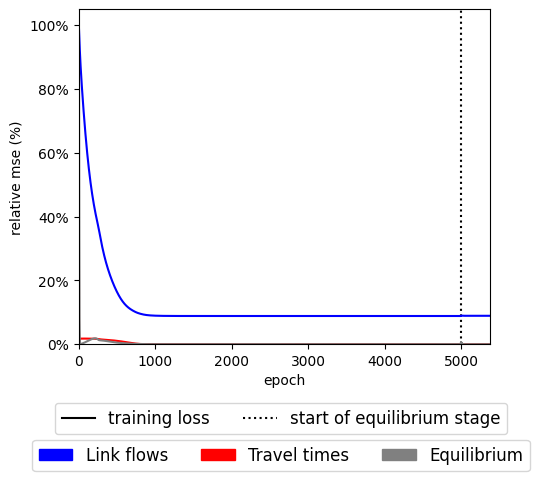 100%
80%
60%
40%
20%
0%
relative mse (%)
0 1000 2000 3000 4000 5000
epoch
training loss start of equilibrium stage
Link flows Travel times Equilibrium